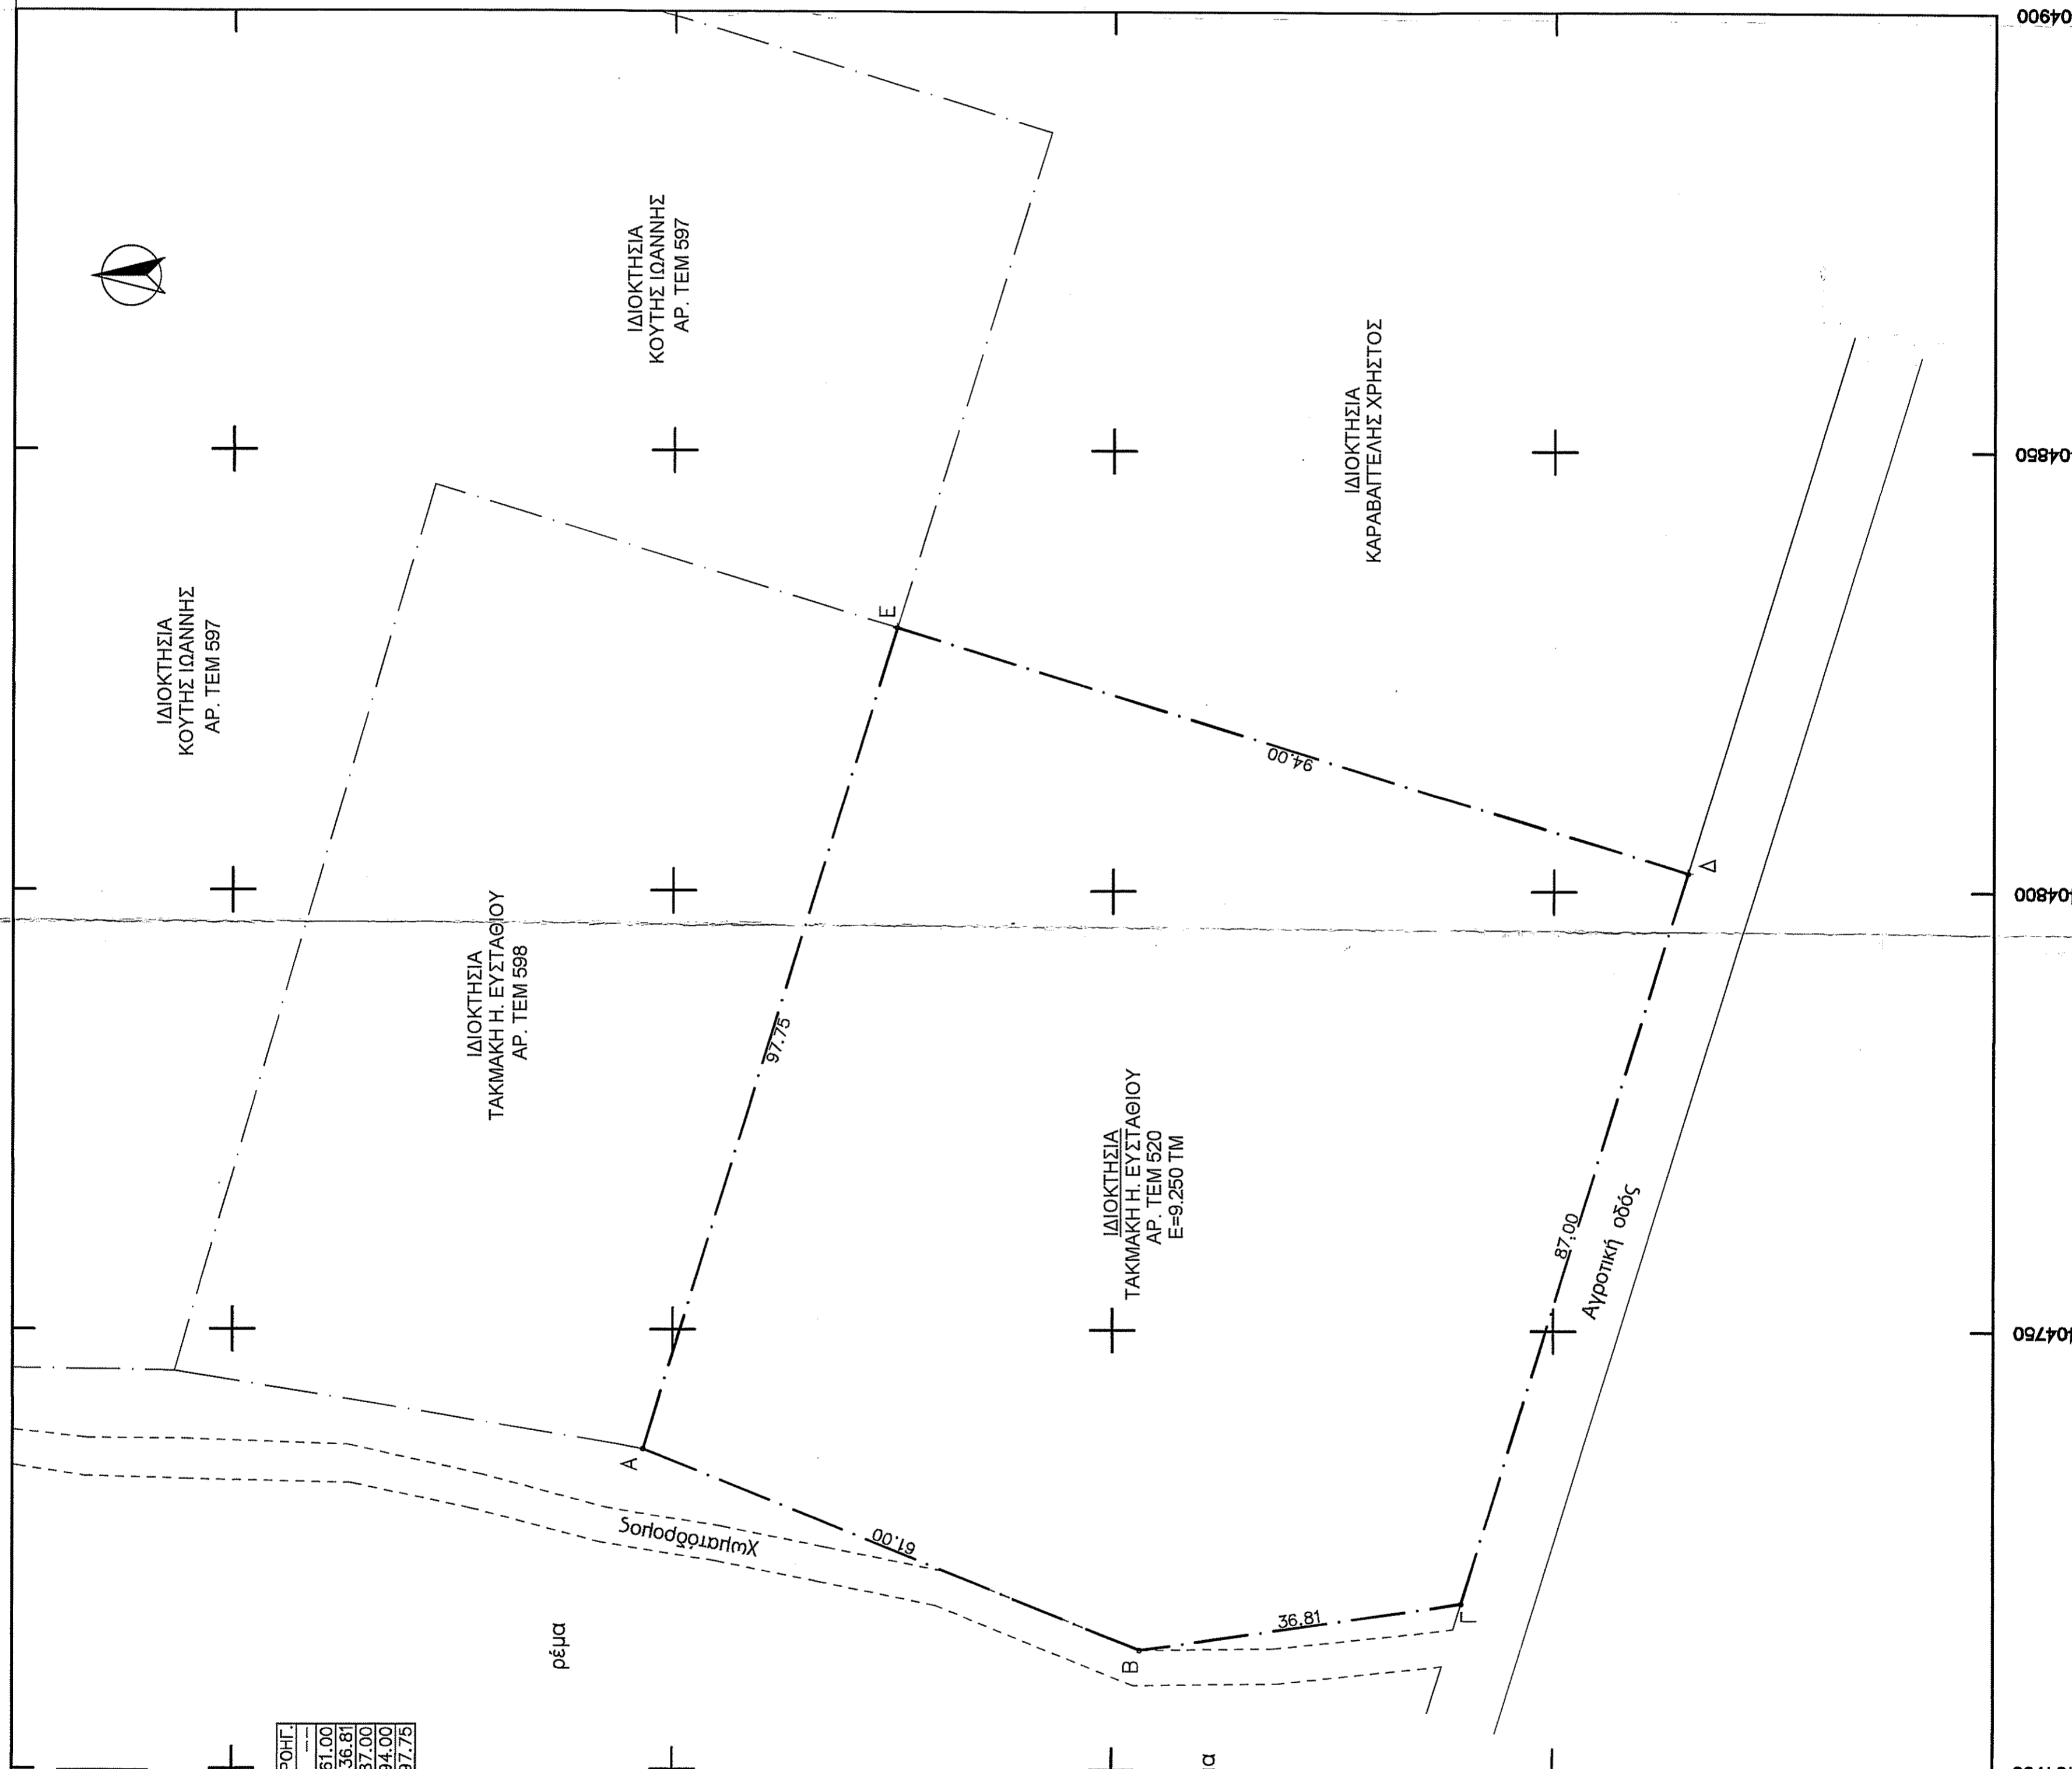 ΙΔΙΟΚΤΗΣΙΑ
ΚΟΥΤΗΣ ΙΩΑΝΝΗΣ
ΑΡ. ΤΕΜ 597
ΙΔΙΟΚΤΗΣΙΑ
ΚΟΥΤΗΣ ΙΩΑΝΝΗΣ
ΑΡ. ΤΕΜ 597
ΙΔΙΟΚΤΗΣΙΑ
ΚΑΡΑΒΑΓΓΕΛΗΣ ΧΡΗΣΤΟΣ
ΙΔΙΟΚΤΗΣΙΑ
ΤΑΚΜΑΚΗ Η. ΕΥΣΤΑΘΙΟΥ
ΑΡ. ΤΕΜ 598
ΙΔΙΟΚΤΗΣΙΑ
ΤΑΚΜΑΚΗ Η. ΕΥΣΤΑΘΙΟΥ
ΑΡ. ΤΕΜ 520
Ε=9.250 ΤΜ
Α
Β
Γ
Δ
Ε
61.00
36.81
87.00
94.00
97.75
Αγροτική οδός
Χωματόδρομος
ρέμα
ΡΟΗΓ.
--
61.00
36.81
87.00
94.00
97.75
α
04900
04850
04800
04750